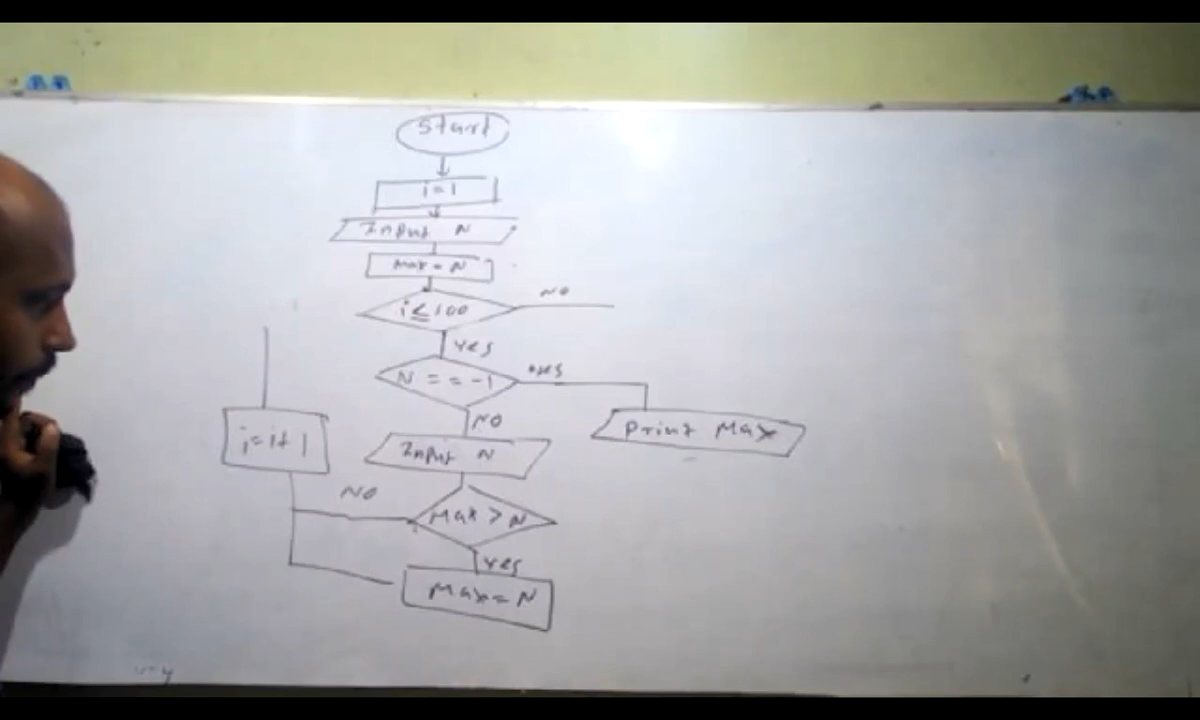 Start
i=1
Input N
Max = N
i≤100
NO
Yes
N == -1
Yes
NO
Print Max
i=i+1
Input N
NO
Max > N
Yes
Max=N